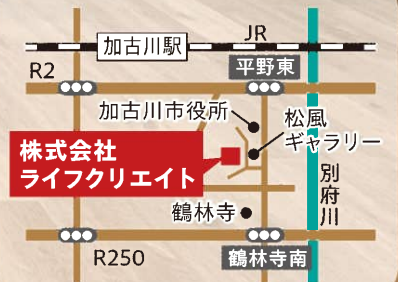 JR
加古川駅
R2
平野東
加古川市役所
松風
ギャラリー
株式会社
ライフクリエイト
別府川
鶴林寺
R250
鶴林寺南